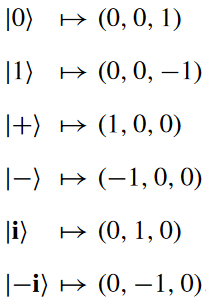 |0⟩ ↦ (0, 0, 1)
|1⟩ ↦ (0, 0, −1)
|+⟩ ↦ (1, 0, 0)
|−⟩ ↦ (−1, 0, 0)
|i⟩ ↦ (0, 1, 0)
|−i⟩ ↦ (0, −1, 0)